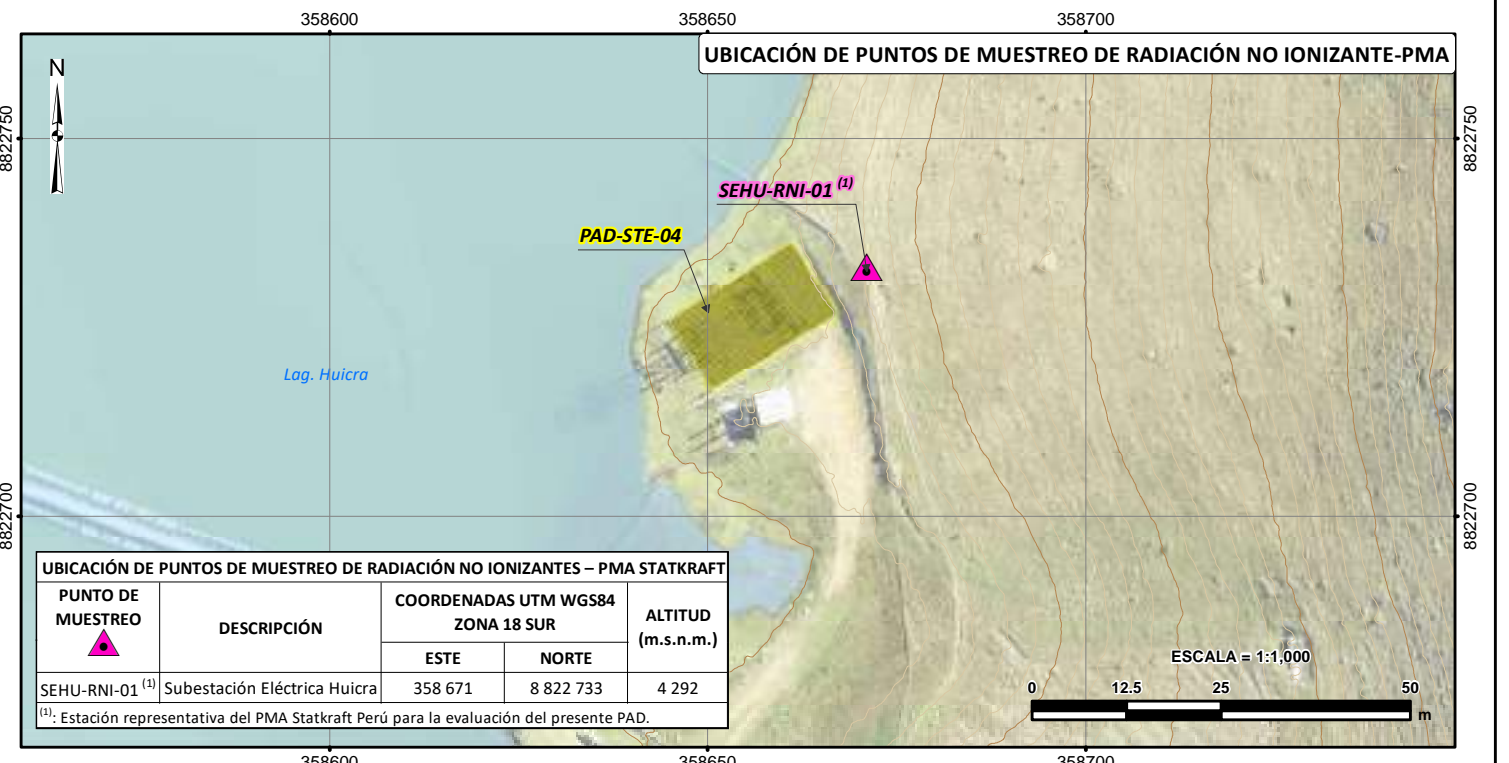 358600
358650
358700
UBICACIÓN DE PUNTOS DE MUESTREO DE RADIACIÓN NO IONIZANTE-PMA
N
8822750
8822750
SEHU-RNI-01 (1)
PAD-STE-04
Lag. Huicra
8822700
8822700
UBICACIÓN DE PUNTOS DE MUESTREO DE RADIACIÓN NO IONIZANTES – PMA STATKRAFT
PUNTO DE MUESTREO
DESCRIPCIÓN
COORDENADAS UTM WGS84 ZONA 18 SUR
ALTITUD (m.s.n.m.)
ESTE
NORTE
SEHU-RNI-01 (1)
Subestación Eléctrica Huicra
358 671
8 822 733
4 292
(1): Estación representativa del PMA Statkraft Perú para la evaluación del presente PAD.
ESCALA = 1:1,000
0
12.5
25
50
m
358600
358650
358700